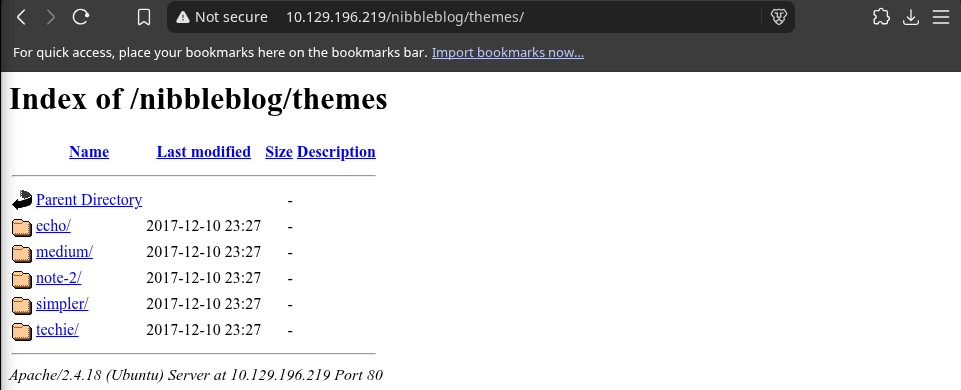 Not secure 10.129.196.219/nibbleblog/themes/
For quick access, place your bookmarks here on the bookmarks bar. Import bookmarks now...
Index of /nibbleblog/themes
Name Last modified Size Description
Parent Directory -
echo/ 2017-12-10 23:27 -
medium/ 2017-12-10 23:27 -
note-2/ 2017-12-10 23:27 -
simpler/ 2017-12-10 23:27 -
techie/ 2017-12-10 23:27 -
Apache/2.4.18 (Ubuntu) Server at 10.129.196.219 Port 80